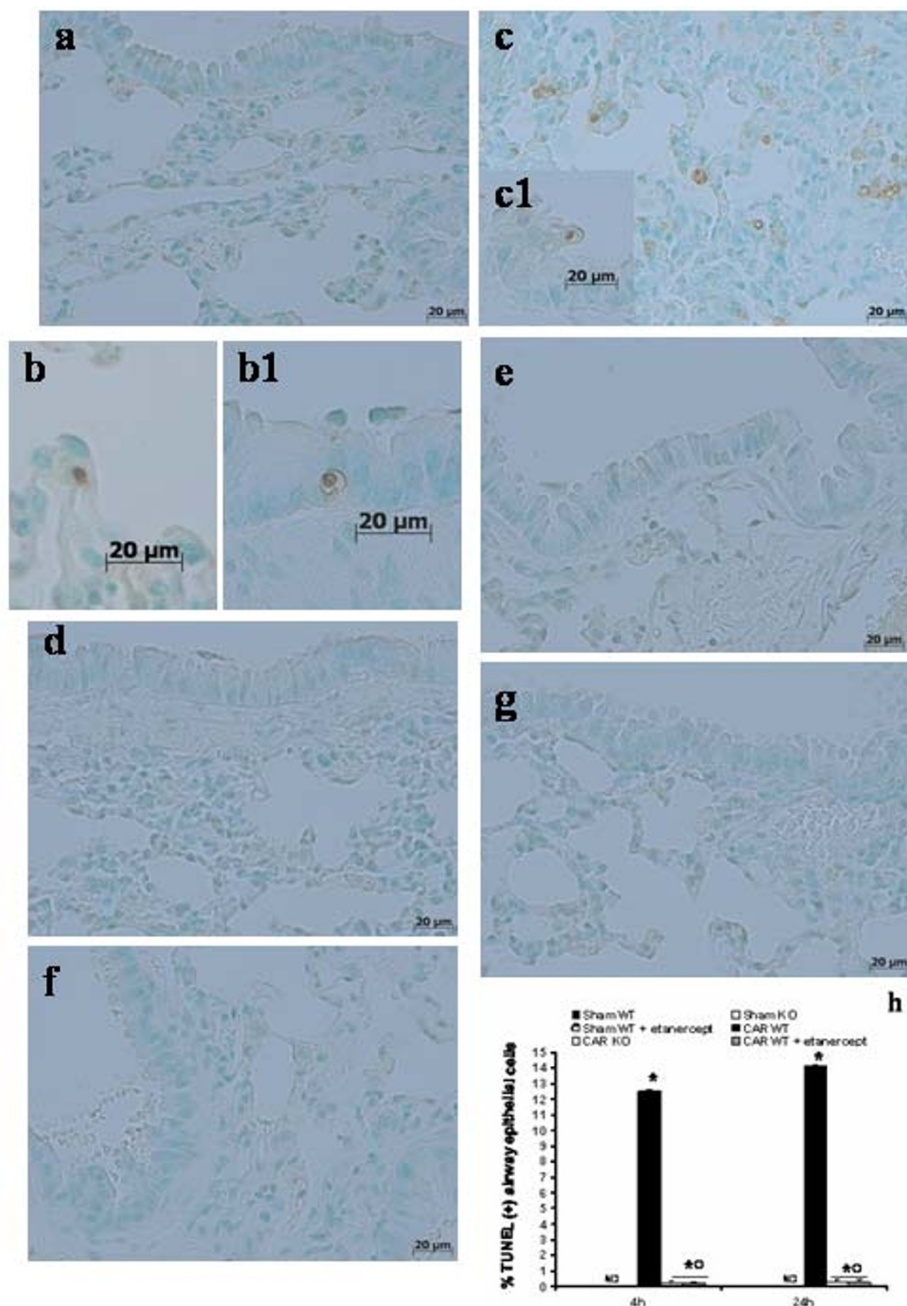 a
20 µm
c
c1
20 µm
20 µm
b
20 µm
b1
20 µm
e
20 µm
d
20 µm
g
20 µm
f
20 µm
h
Sham WT
Sham KO
Sham WT + etanercept
CAR WT
CAR KO
CAR WT + etanercept
% TUNEL (+) airway epithelial cells
15
14
13
12
11
10
9
8
7
6
5
4
3
2
1
0
*
*
*
*
4h
24h